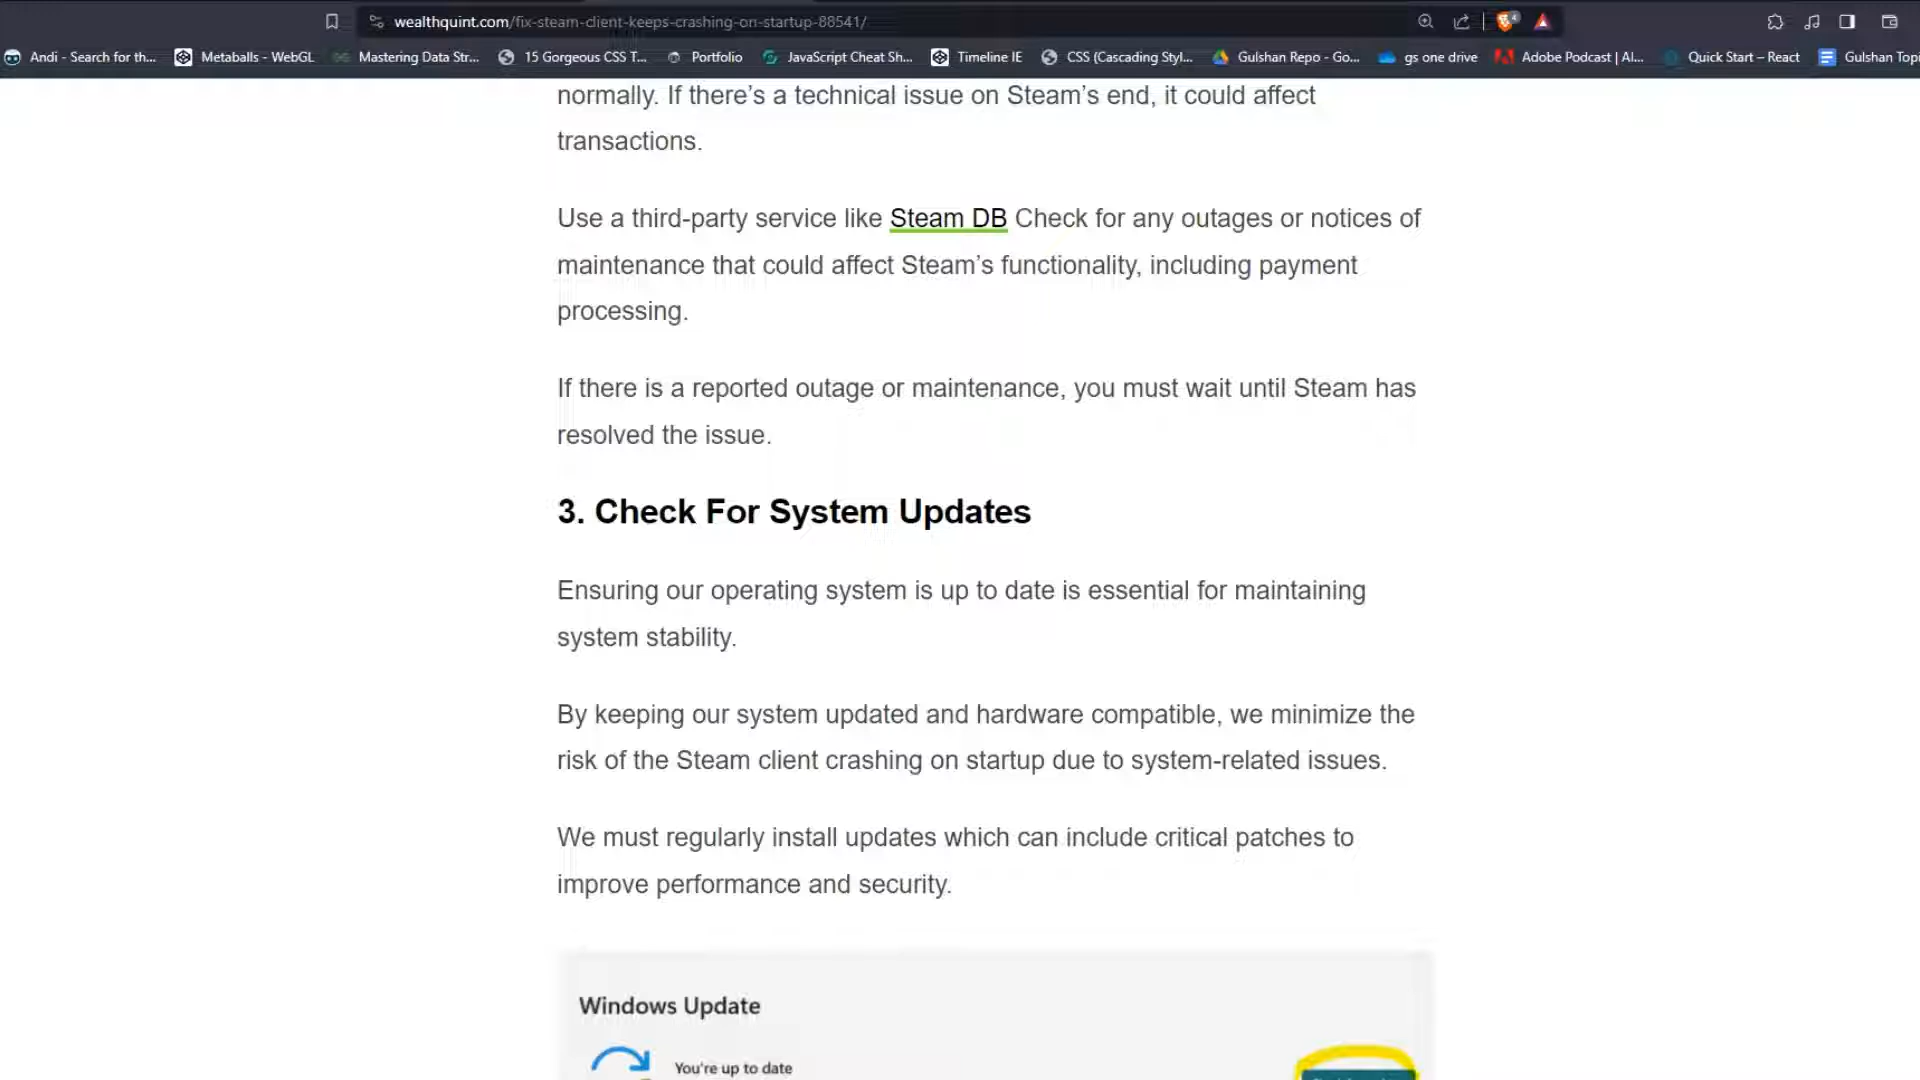 wealthquint.com/fix-steam-client-keeps-crashing-on-startup-88541/
4
Andi - Search for th...
Metaballs - WebGL
Mastering Data Str...
15 Gorgeous CSS T...
Portfolio
JavaScript Cheat Sh...
Timeline IE
CSS (Cascading Styl...
Gulshan Repo - Go...
gs one drive
Adobe Podcast | AI...
Quick Start – React
Gulshan Topi
normally. If there’s a technical issue on Steam’s end, it could affect
transactions.
Use a third-party service like Steam DB Check for any outages or notices of
maintenance that could affect Steam’s functionality, including payment
processing.
If there is a reported outage or maintenance, you must wait until Steam has
resolved the issue.
3. Check For System Updates
Ensuring our operating system is up to date is essential for maintaining
system stability.
By keeping our system updated and hardware compatible, we minimize the
risk of the Steam client crashing on startup due to system-related issues.
We must regularly install updates which can include critical patches to
improve performance and security.
Windows Update
You're up to date